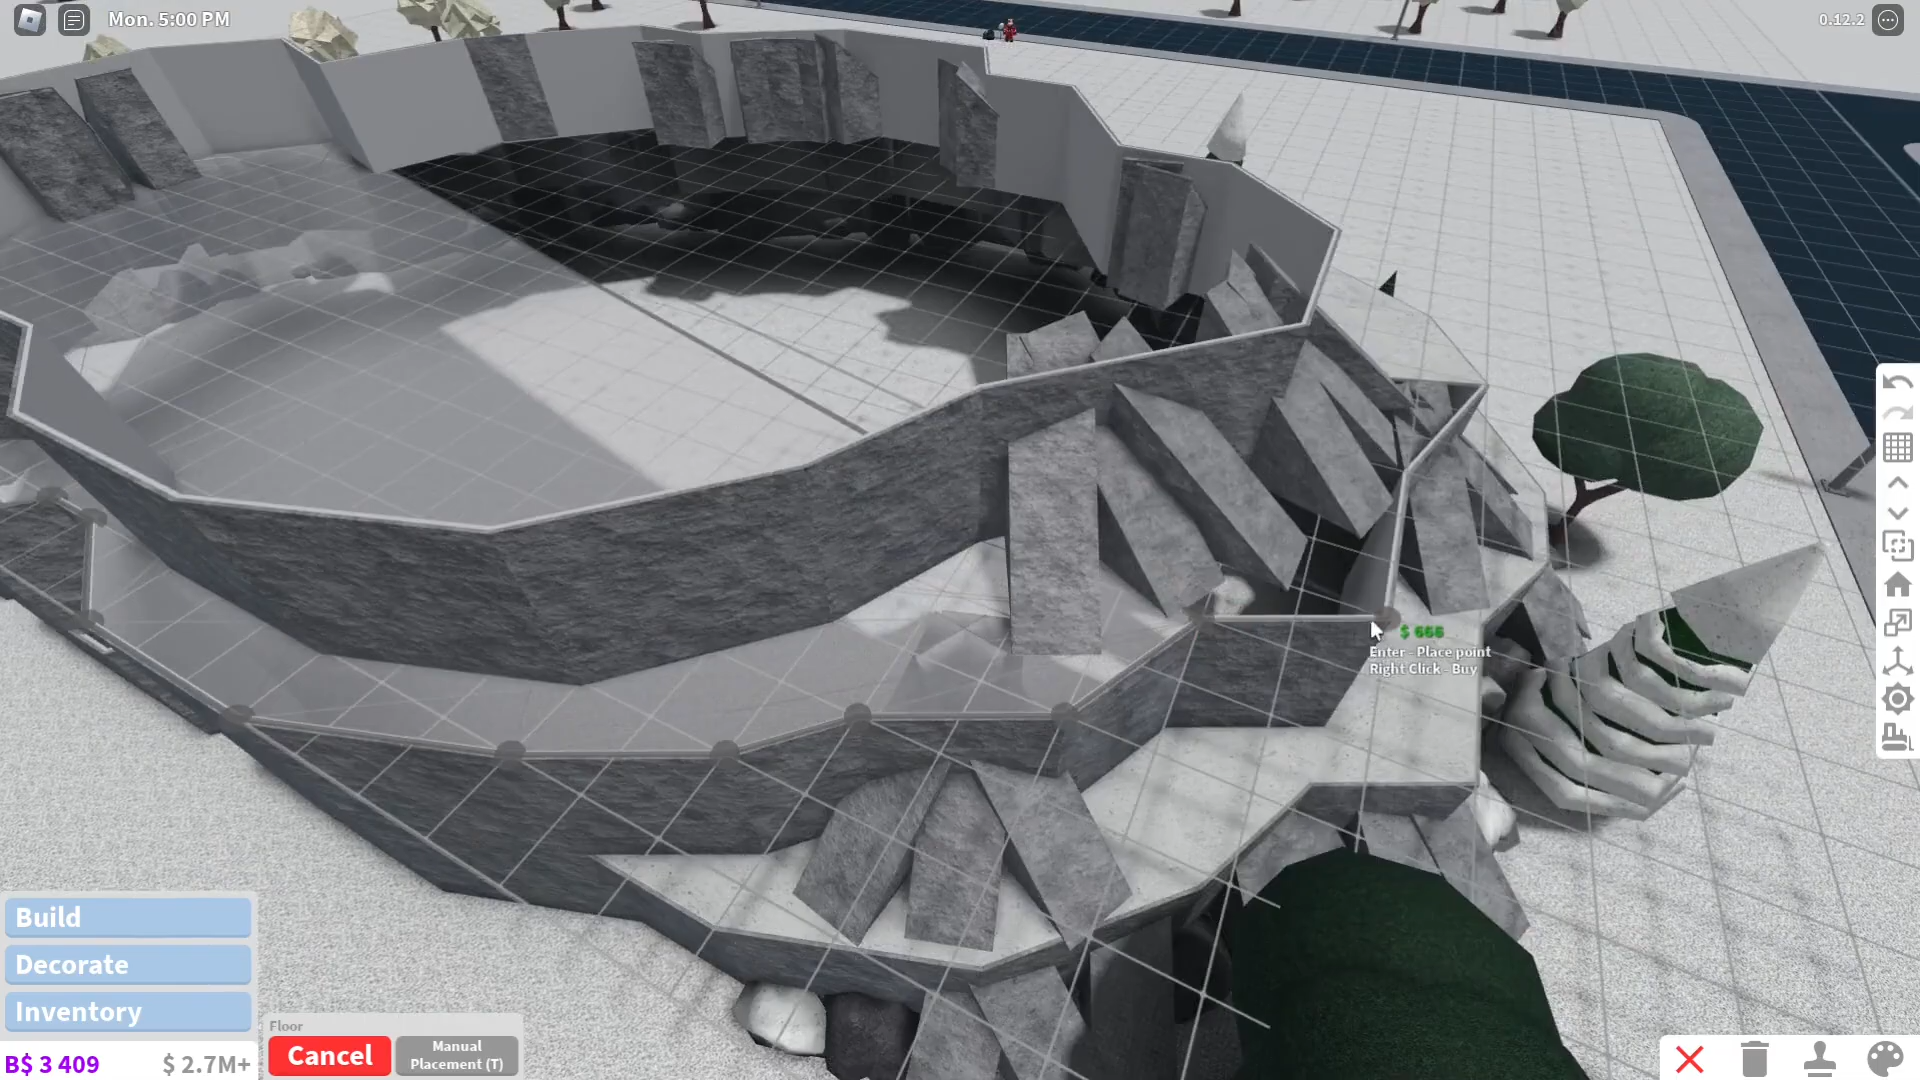 Mon. 5:00 PM
0.12.2
$ 666
Enter - Place point
Right Click - Buy
Build
Decorate
Inventory
Floor
Cancel
Manual
Placement (T)
B$ 3 409
$ 2.7M+